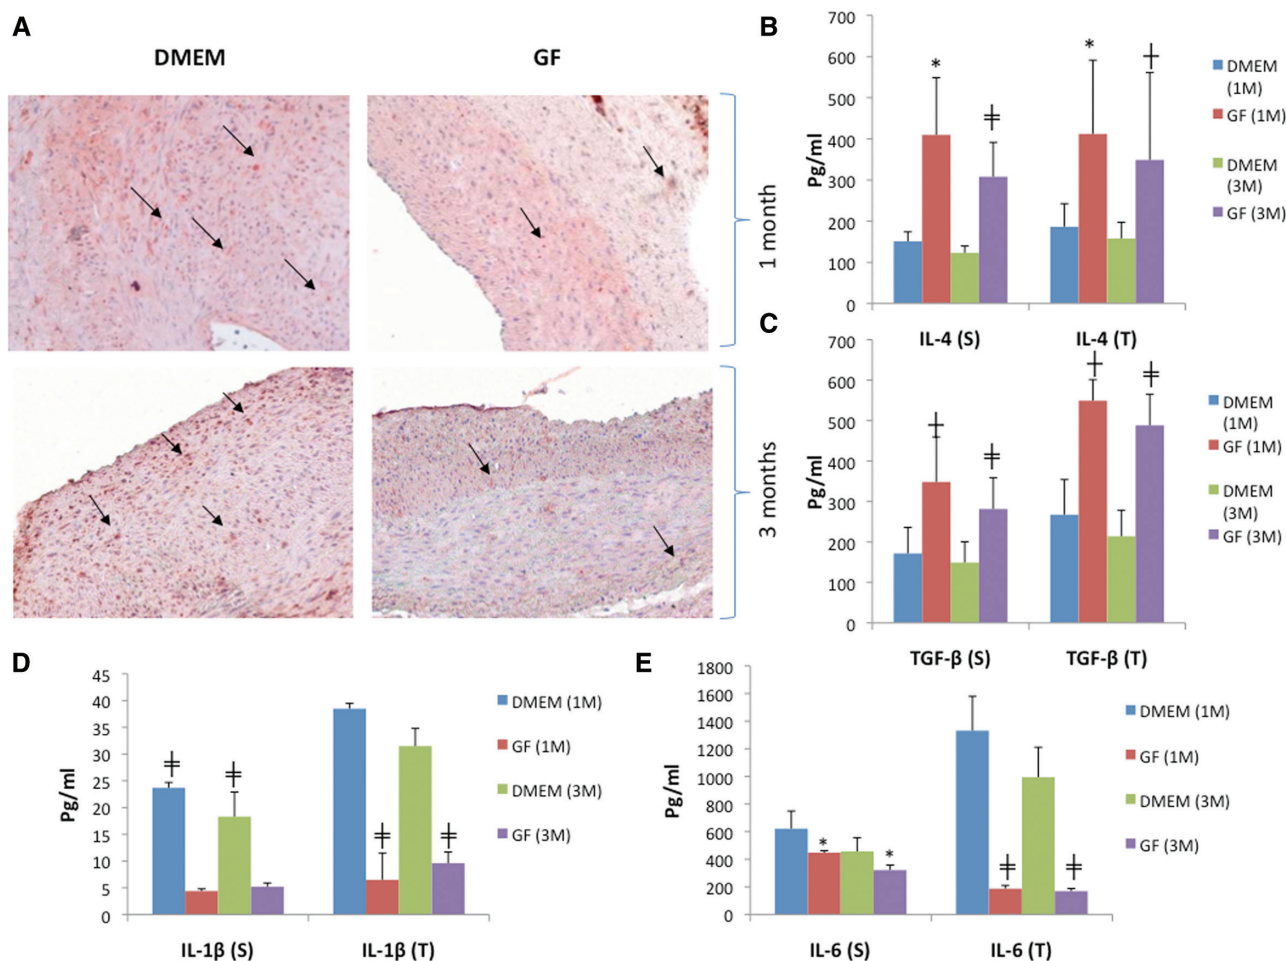 A
DMEM
GF
1 month
3 months
B
Pg/ml
700
600
500
400
300
200
100
0
*
ǂ
*
†
IL-4 (S)
IL-4 (T)
DMEM
(1M)
GF (1M)
DMEM
(3M)
GF (3M)
C
Pg/ml
700
600
500
400
300
200
100
0
†
ǂ
†
ǂ
TGF-β (S)
TGF-β (T)
DMEM
(1M)
GF (1M)
DMEM
(3M)
GF (3M)
D
Pg/ml
45
40
35
30
25
20
15
10
5
0
ǂ
ǂ
ǂ
ǂ
IL-1β (S)
IL-1β (T)
DMEM (1M)
GF (1M)
DMEM (3M)
GF (3M)
E
Pg/ml
1800
1600
1400
1200
1000
800
600
400
200
0
*
*
ǂ
ǂ
IL-6 (S)
IL-6 (T)
DMEM (1M)
GF (1M)
DMEM (3M)
GF (3M)